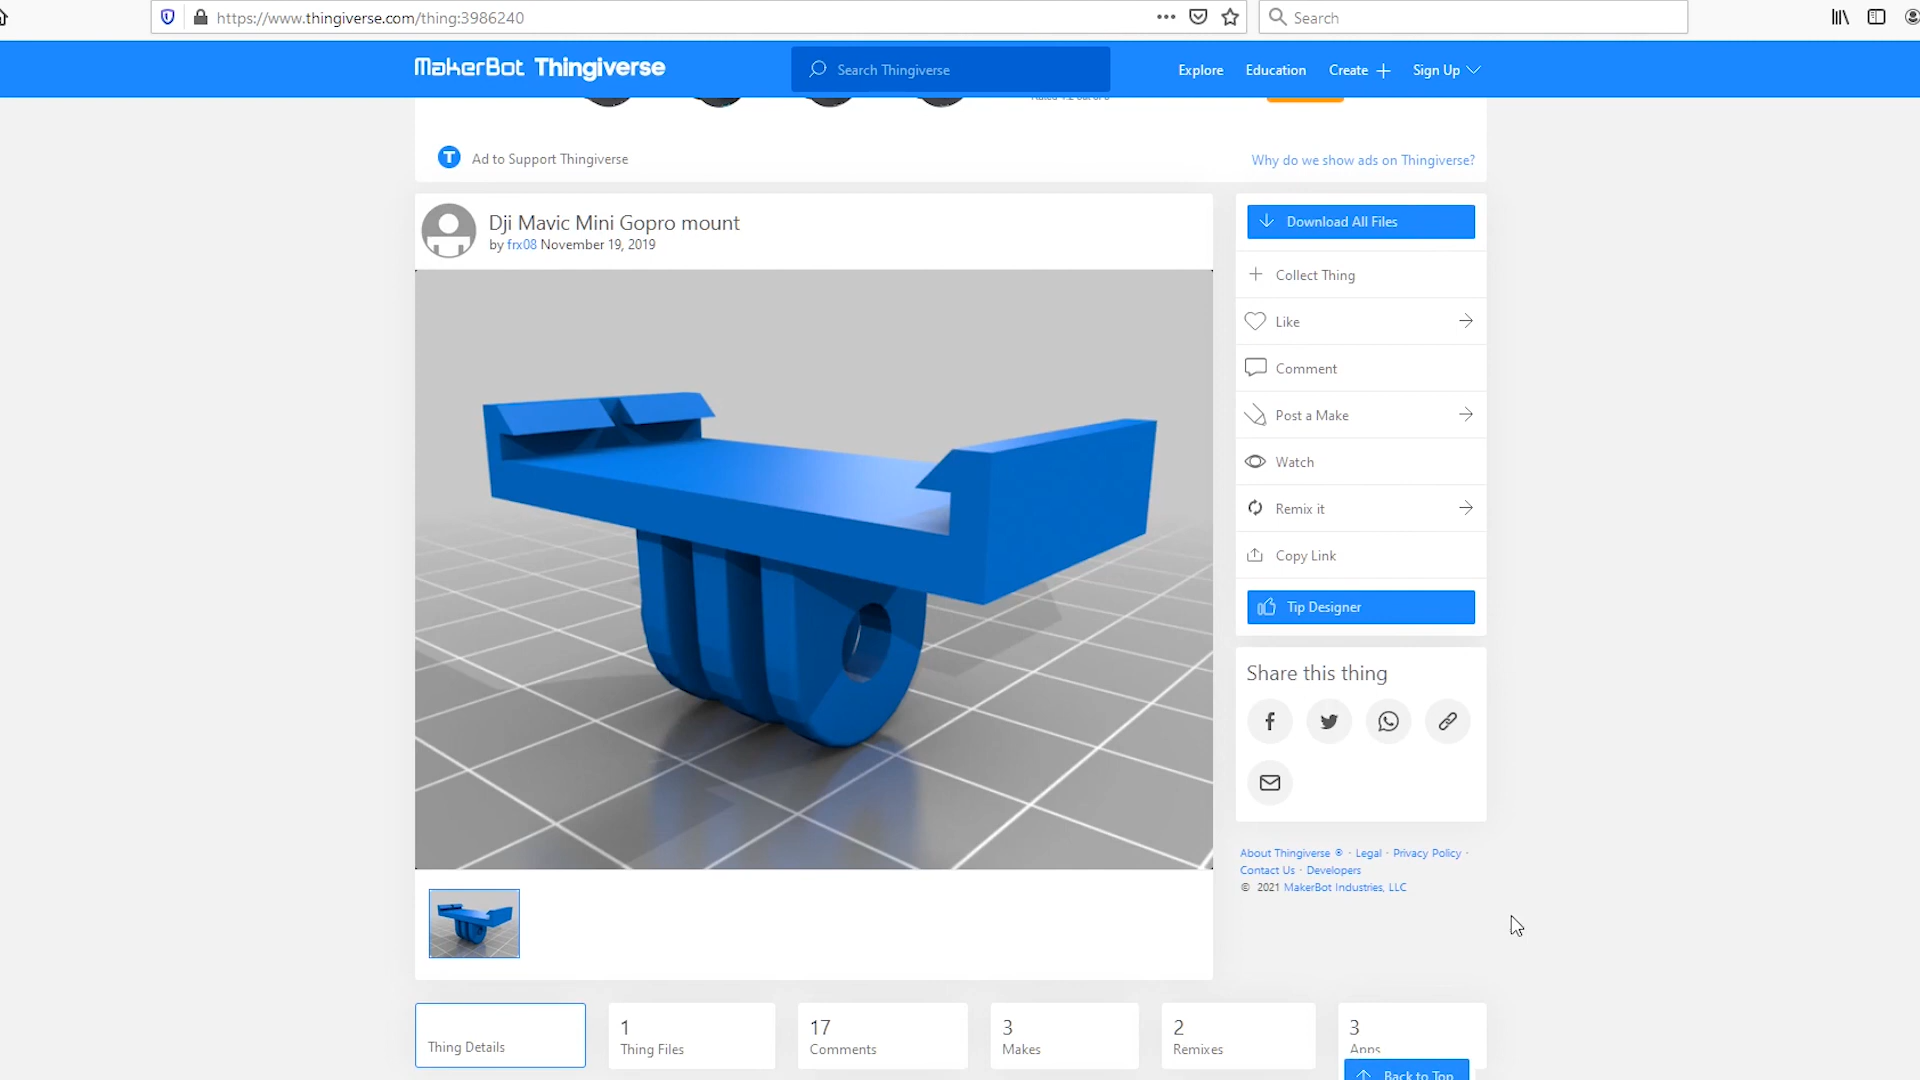 https://www.thingiverse.com/thing:3986240
Search
MakerBot Thingiverse
Search Thingiverse
Explore
Education
Create
Sign Up
T
Ad to Support Thingiverse
Why do we show ads on Thingiverse?
Dji Mavic Mini Gopro mount
by frx08 November 19, 2019
Download All Files
Collect Thing
Like
Comment
Post a Make
Watch
Remix it
Copy Link
Tip Designer
Share this thing
About Thingiverse ® · Legal · Privacy Policy ·
Contact Us · Developers
© 2021 MakerBot Industries, LLC
Thing Details
1
Thing Files
17
Comments
3
Makes
2
Remixes
3
Apps
Back to Top